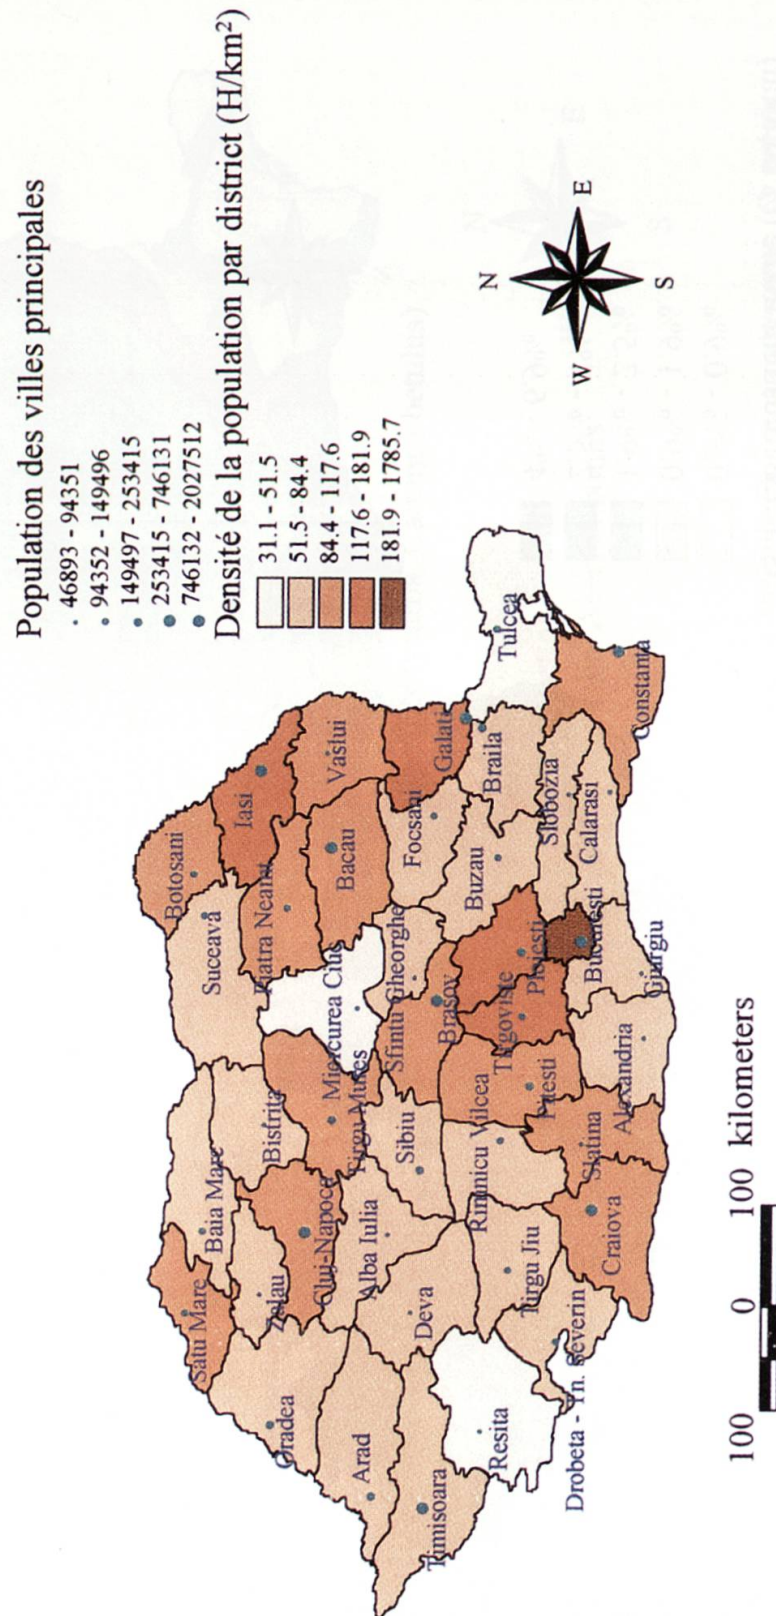 Population des villes principales
46893 - 94351
94352 - 149496
149497 - 253415
253415 - 746131
746132 - 2027512
Densité de la population par district (H/km²)
31.1 - 51.5
51.5 - 84.4
84.4 - 117.6
117.6 - 181.9
181.9 - 1785.7
N
E
S
W
Botosani
Suceava
Iasi
Satu Mare
Baia Mare
Bistrita
Piatra Neamt
Vaslui
Zalau
Oradea
Cluj-Napoca
Miercurea Ciuc
Tirgu Mures
Bacau
Arad
Alba Iulia
Sibiu
Sfintu Gheorghe
Focsani
Galati
Timisoara
Deva
Brasov
Buzau
Braila
Tulcea
Resita
Turgu Jiu
Rimnicu Vilcea
Tirgoviste
Ploiesti
Slobozia
Pitesti
Drobeta - Tn. Severin
Craiova
Slatina
Alexandria
Bucuresti
Calarasi
Giurgiu
Constanta
100 0 100 kilometers